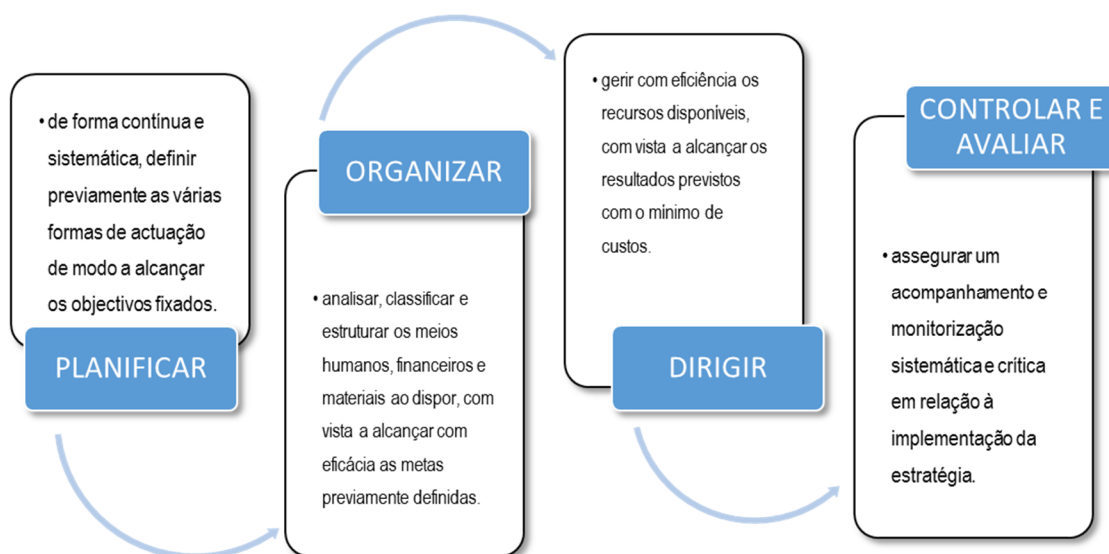 • de forma contínua e
sistemática, definir
previamente as várias
formas de actuação
de modo a alcançar
os objectivos fixados.
PLANIFICAR
ORGANIZAR
• analisar, classificar e
estruturar os meios
humanos, financeiros e
materiais ao dispor, com
vista a alcançar com
eficácia as metas
previamente definidas.
• gerir com eficiência os
recursos disponíveis,
com vista a alcançar os
resultados previstos
com o mínimo de
custos.
DIRIGIR
CONTROLAR E
AVALIAR
• assegurar um
acompanhamento e
monitorização
sistemática e crítica
em relação à
implementação da
estratégia.